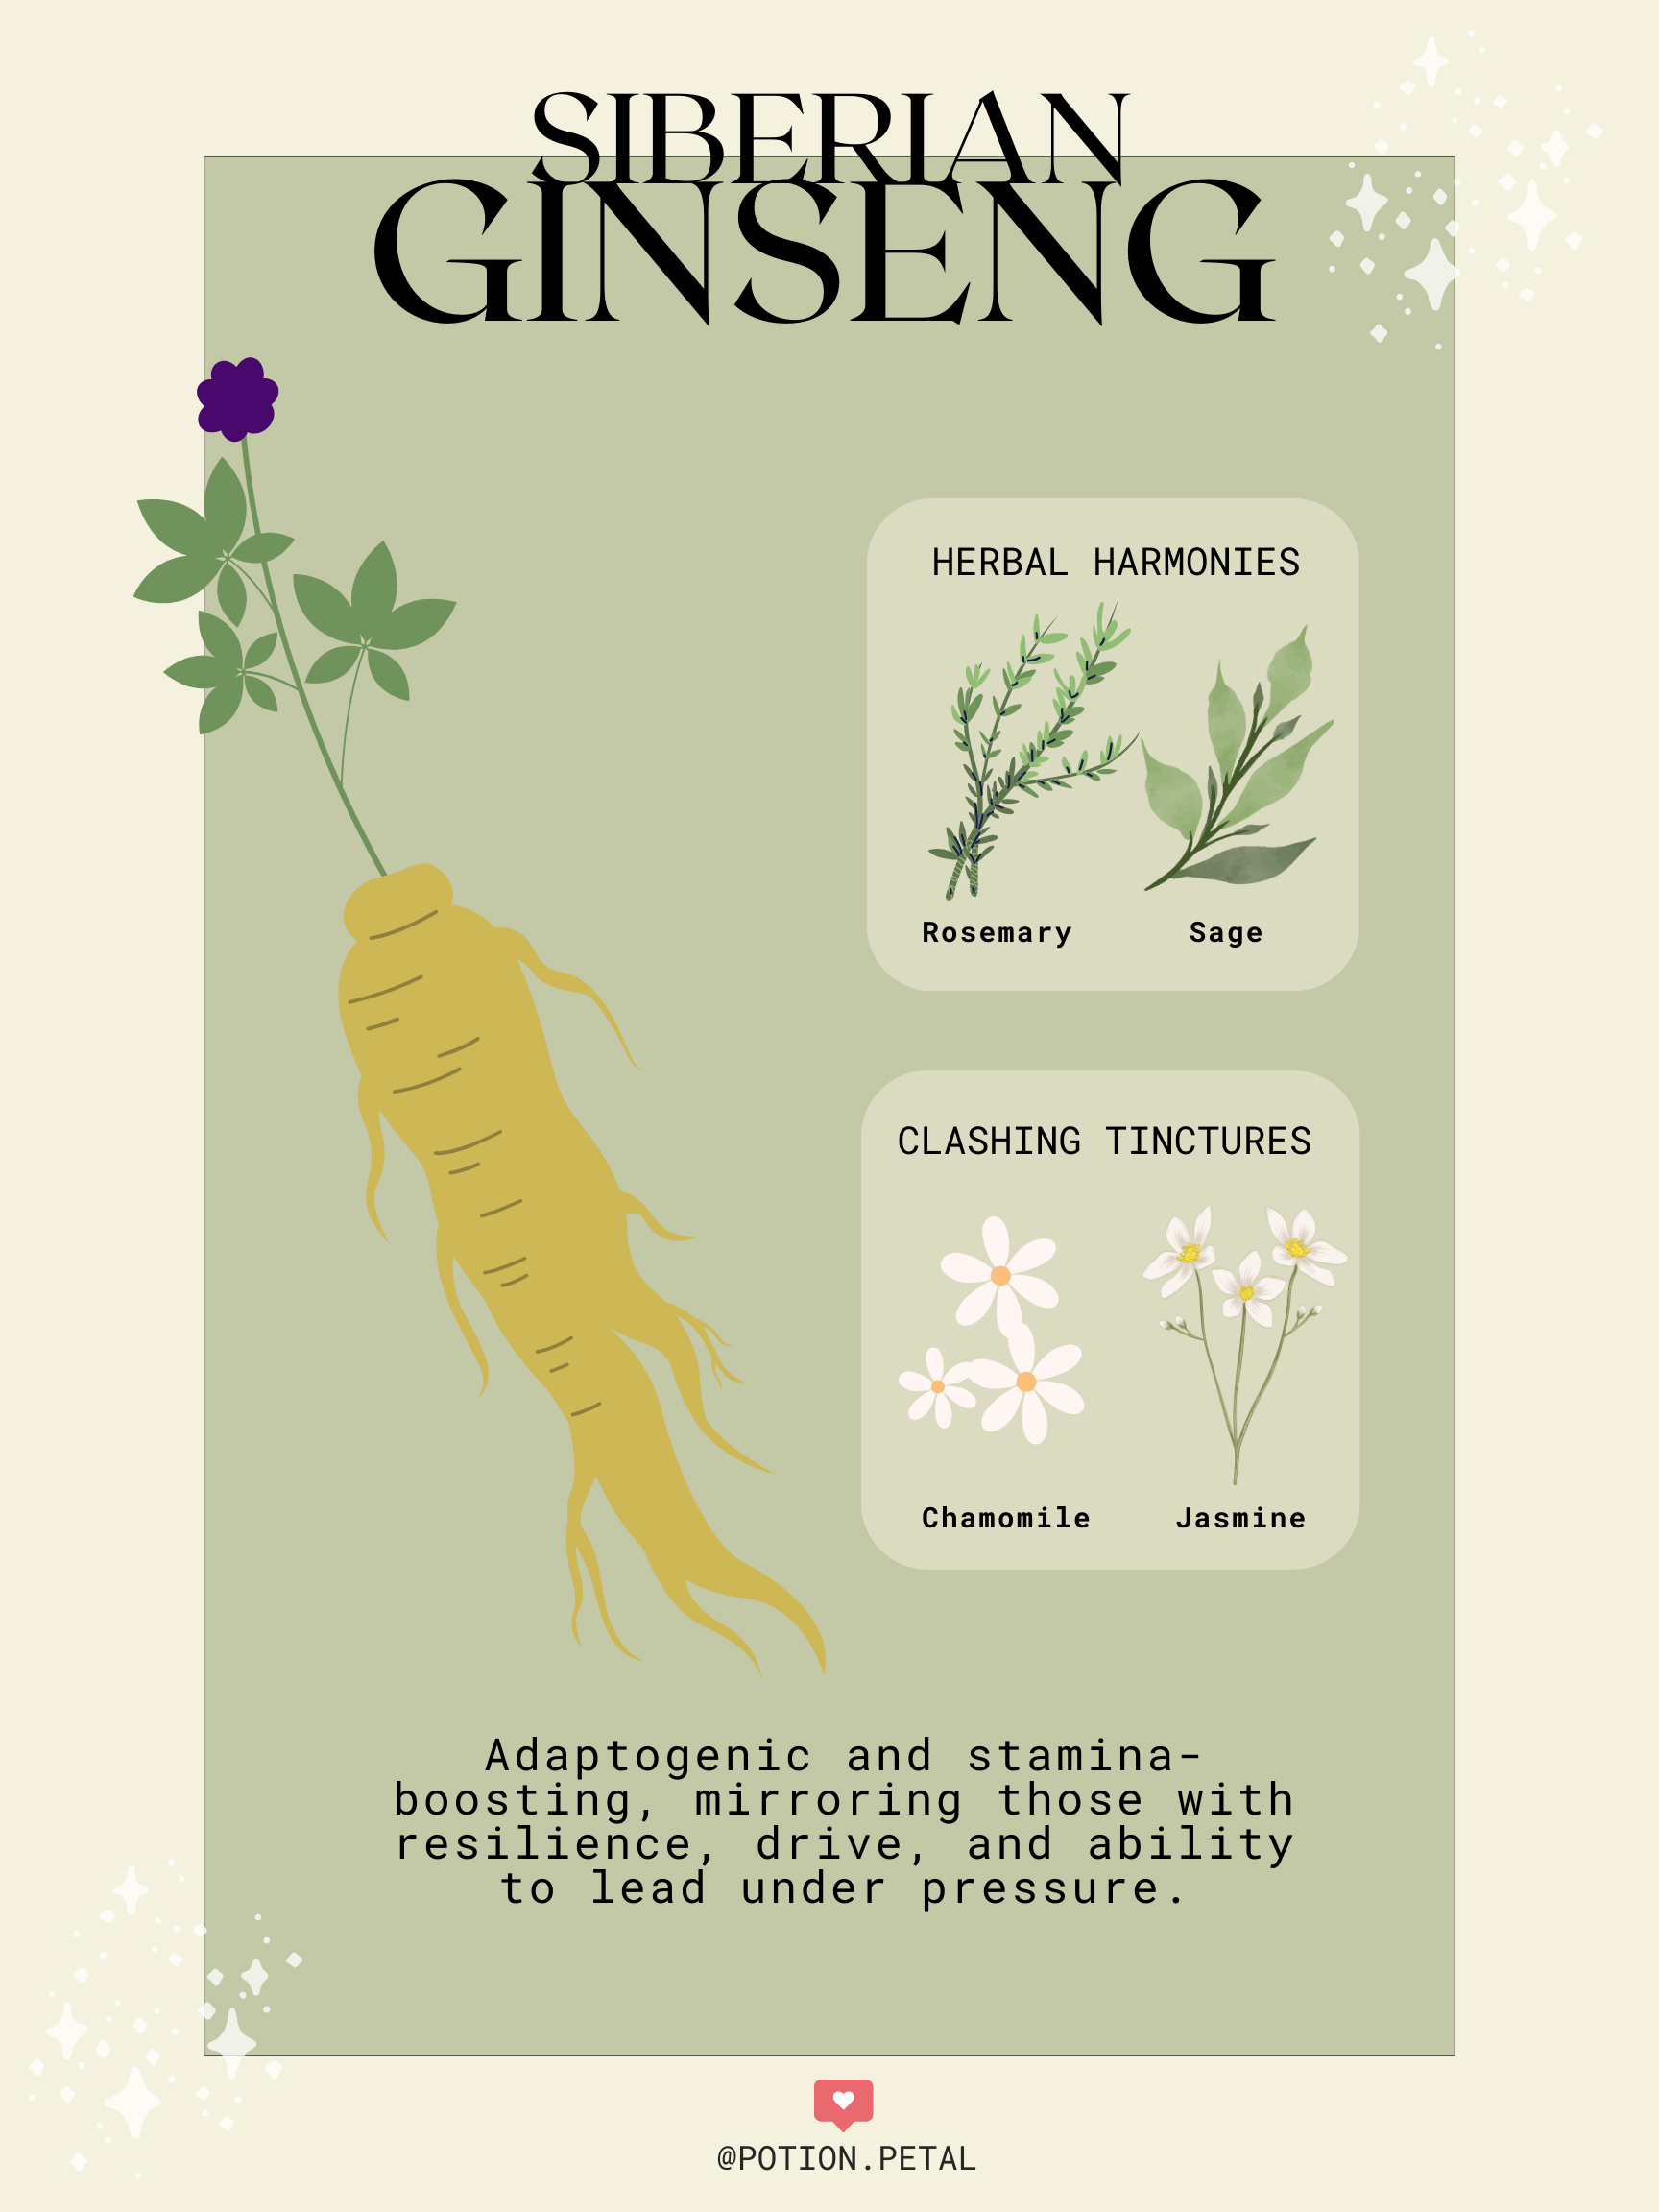 SIBERIAN
GINSENG
HERBAL HARMONIES
Rosemary
Sage
CLASHING TINCTURES
Chamomile
Jasmine
Adaptogenic and stamina-
boosting, mirroring those with
resilience, drive, and ability
to lead under pressure.
@POTION.PETAL